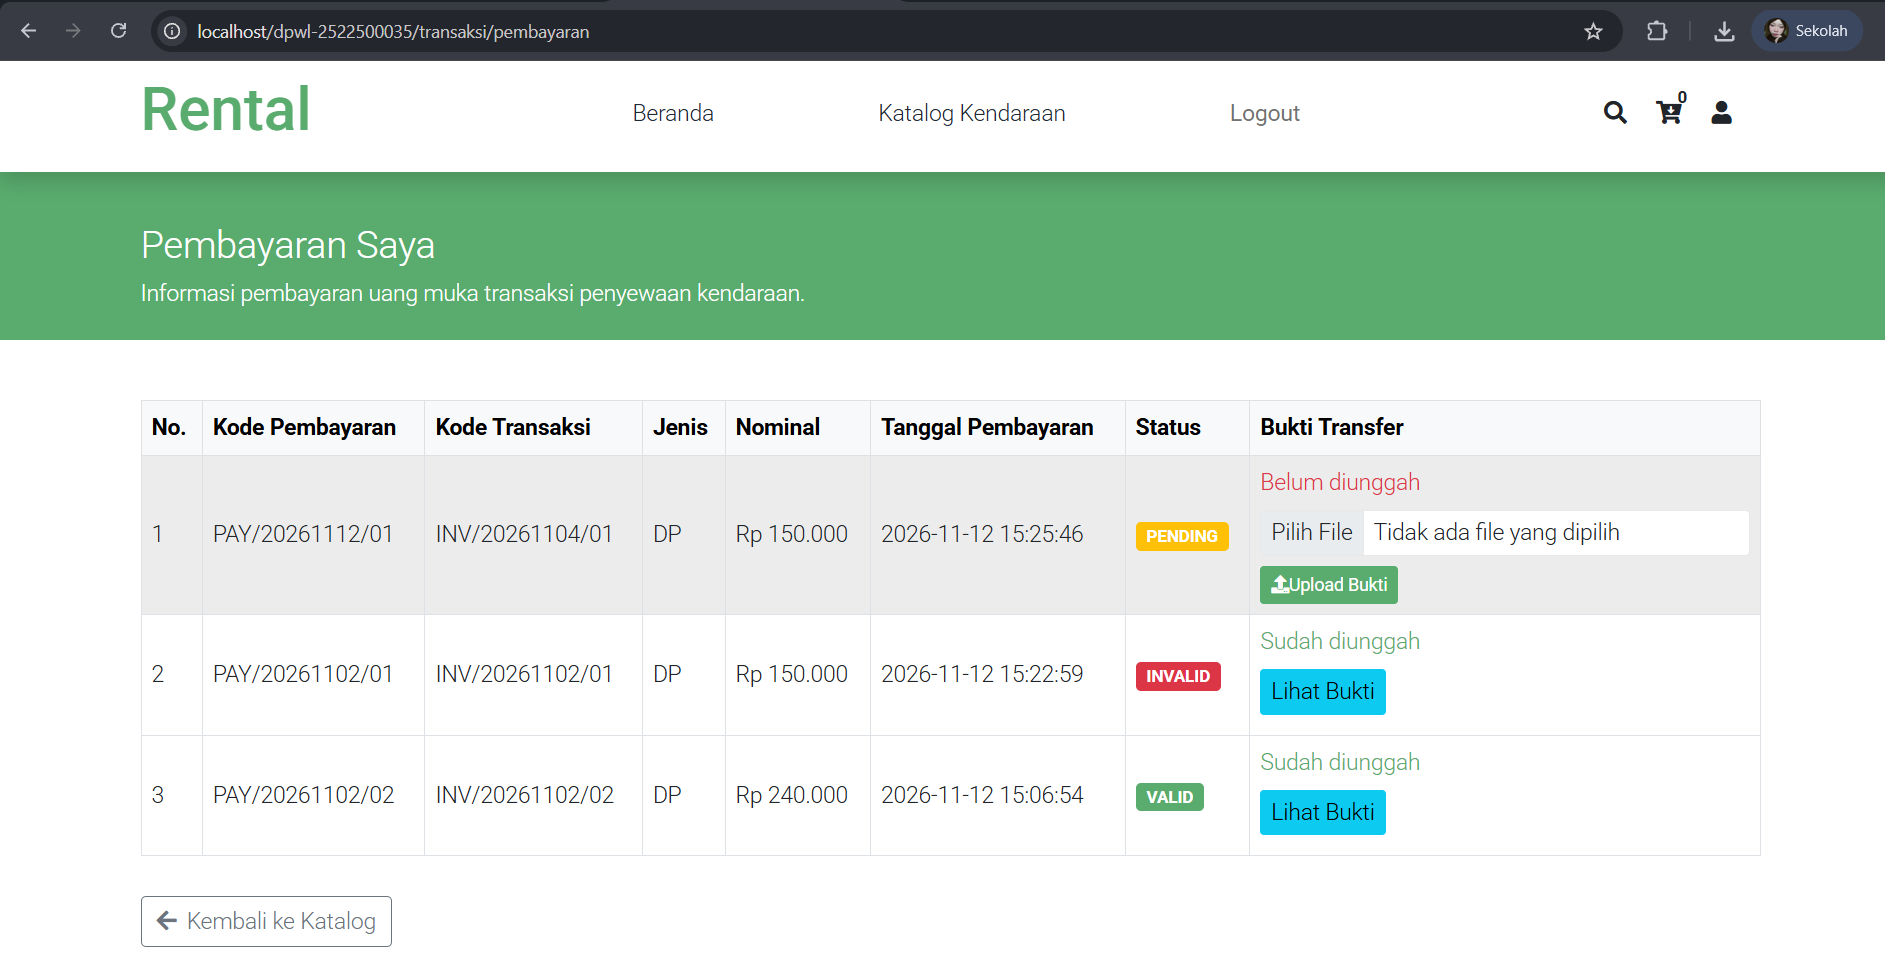 localhost/dpwl-2522500035/transaksi/pembayaran
Sekolah
Rental
Beranda
Katalog Kendaraan
Logout
0
Pembayaran Saya
Informasi pembayaran uang muka transaksi penyewaan kendaraan.
No. Kode Pembayaran Kode Transaksi Jenis Nominal Tanggal Pembayaran Status Bukti Transfer
1 PAY/20261112/01 INV/20261104/01 DP Rp 150.000 2026-11-12 15:25:46 PENDING
Belum diunggah
Pilih File Tidak ada file yang dipilih
Upload Bukti
2 PAY/20261102/01 INV/20261102/01 DP Rp 150.000 2026-11-12 15:22:59 INVALID
Sudah diunggah
Lihat Bukti
3 PAY/20261102/02 INV/20261102/02 DP Rp 240.000 2026-11-12 15:06:54 VALID
Sudah diunggah
Lihat Bukti
Kembali ke Katalog